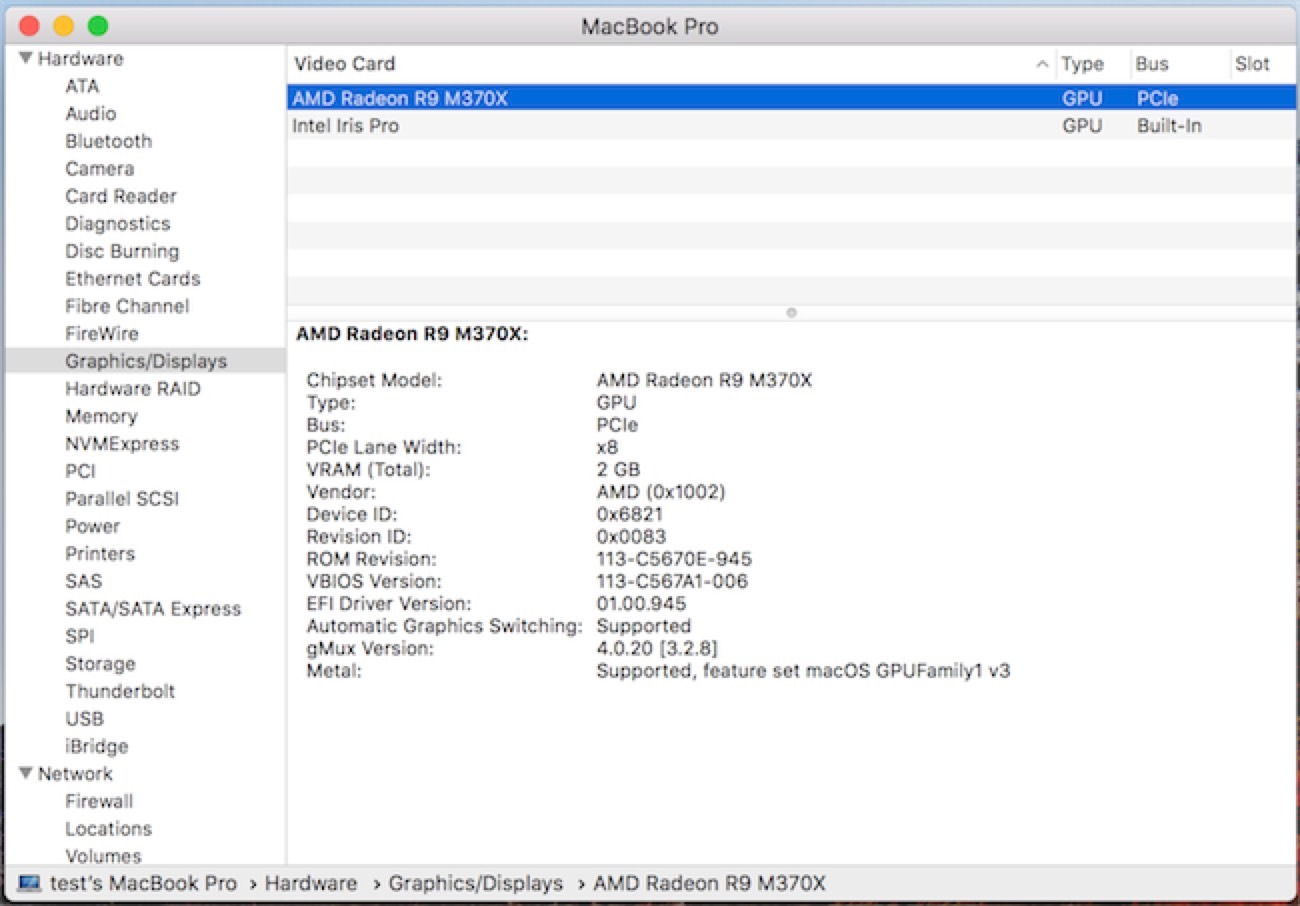 MacBook Pro
Hardware
ATA
Audio
Bluetooth
Camera
Card Reader
Diagnostics
Disc Burning
Ethernet Cards
Fibre Channel
FireWire
Graphics/Displays
Hardware RAID
Memory
NVMExpress
PCI
Parallel SCSI
Power
Printers
SAS
SATA/SATA Express
SPI
Storage
Thunderbolt
USB
iBridge
Network
Firewall
Locations
Volumes
Video Card Type Bus Slot
AMD Radeon R9 M370X GPU PCIe
Intel Iris Pro GPU Built-In
AMD Radeon R9 M370X:
Chipset Model: AMD Radeon R9 M370X
Type: GPU
Bus: PCIe
PCIe Lane Width: x8
VRAM (Total): 2 GB
Vendor: AMD (0x1002)
Device ID: 0x6821
Revision ID: 0x0083
ROM Revision: 113-C5670E-945
VBIOS Version: 113-C567A1-006
EFI Driver Version: 01.00.945
Automatic Graphics Switching: Supported
gMux Version: 4.0.20 [3.2.8]
Metal: Supported, feature set macOS GPUFamily1 v3
test's MacBook Pro › Hardware › Graphics/Displays › AMD Radeon R9 M370X